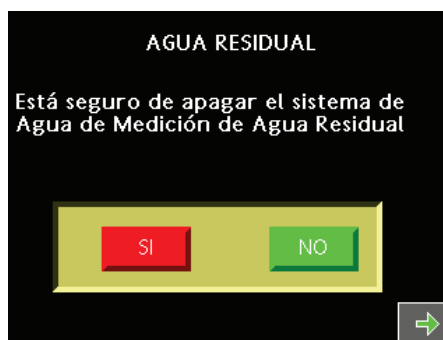 AGUA RESIDUAL
Está seguro de apagar el sistema de
Agua de Medición de Agua Residual
SI
NO